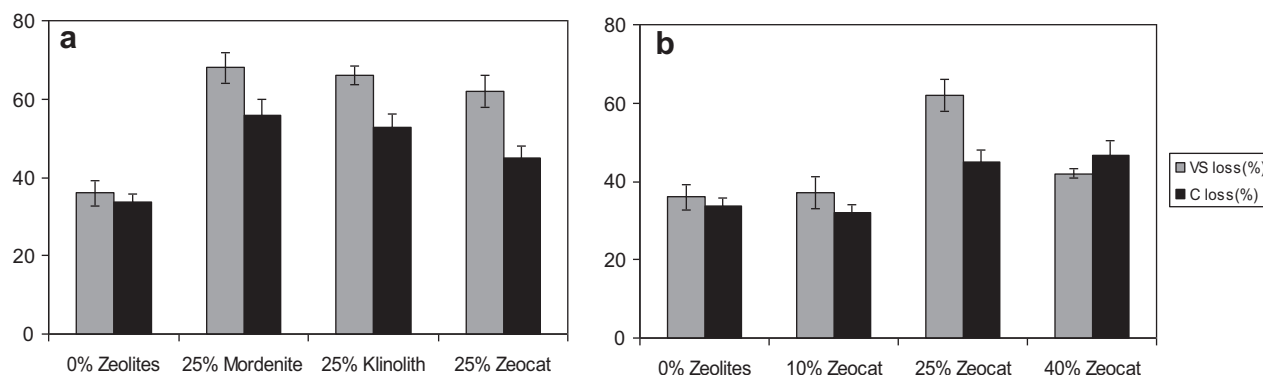 a
80
60
40
20
0
0% Zeolites 25% Mordenite 25% Klinolith 25% Zeocat
b
80
60
40
20
0
0% Zeolites 10% Zeocat 25% Zeocat 40% Zeocat
VS loss(%)
C loss(%)